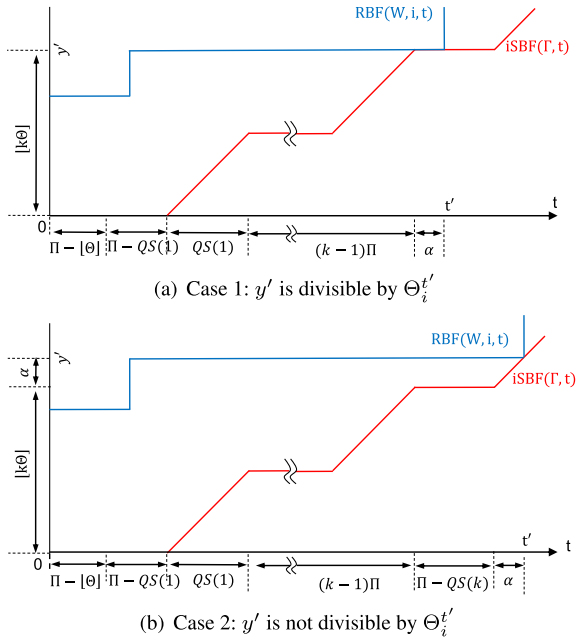 RBF(W, i, t)
y′
iSBF(Γ, t)
⌊kΘ⌋
0
t′
t
Π − ⌊Θ⌋ Π − QS(1) QS(1) (k − 1)Π α
(a) Case 1: y′ is divisible by Θ_i^{t′}
RBF(W, i, t)
y′
α
iSBF(Γ, t)
⌊kΘ⌋
0
t′
t
Π − ⌊Θ⌋ Π − QS(1) QS(1) (k − 1)Π Π − QS(k) α
(b) Case 2: y′ is not divisible by Θ_i^{t′}